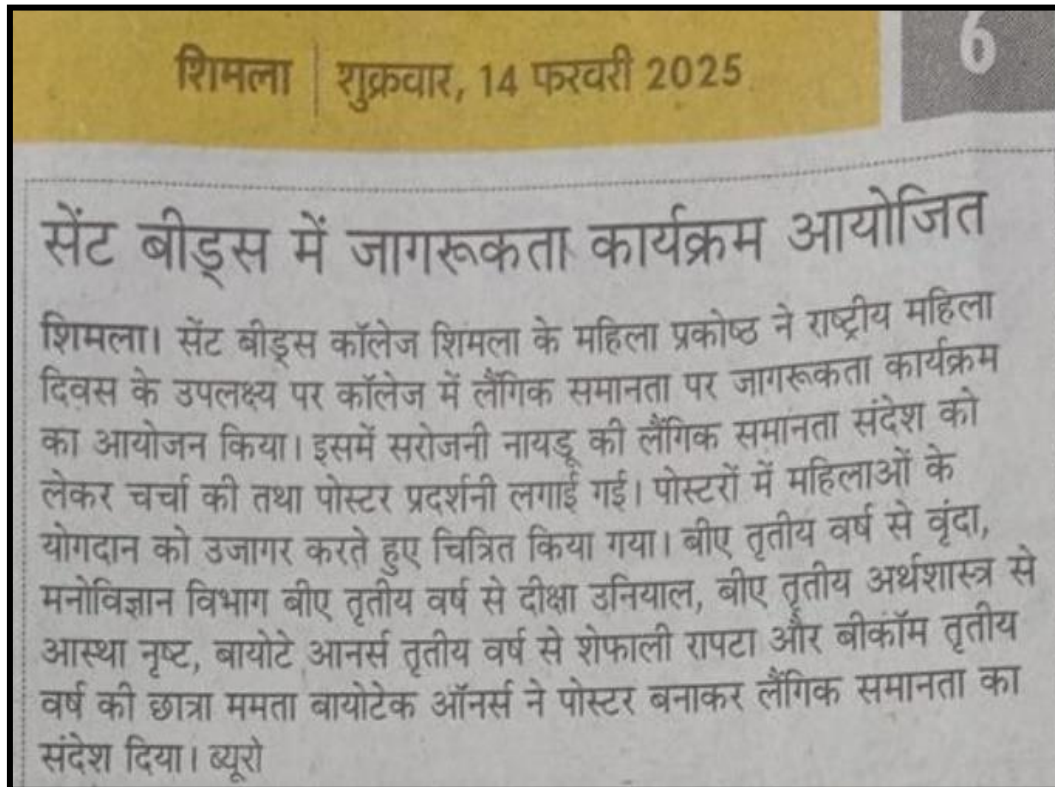 शिमला | शुक्रवार, 14 फरवरी 2025
6
सेंट बीड्स में जागरूकता कार्यक्रम आयोजित
शिमला। सेंट बीड्स कॉलेज शिमला के महिला प्रकोष्ठ ने राष्ट्रीय महिला
दिवस के उपलक्ष्य पर कॉलेज में लैंगिक समानता पर जागरूकता कार्यक्रम
का आयोजन किया। इसमें सरोजनी नायडू की लैंगिक समानता संदेश को
लेकर चर्चा की तथा पोस्टर प्रदर्शनी लगाई गई। पोस्टरों में महिलाओं के
योगदान को उजागर करते हुए चित्रित किया गया। बीए तृतीय वर्ष से वृंदा,
मनोविज्ञान विभाग बीए तृतीय वर्ष से दीक्षा उनियाल, बीए तृतीय अर्थशास्त्र से
आस्था नृष्ट, बायोटे आनर्स तृतीय वर्ष से शेफाली रापटा और बीकॉम तृतीय
वर्ष की छात्रा ममता बायोटेक ऑनर्स ने पोस्टर बनाकर लैंगिक समानता का
संदेश दिया। ब्यूरो